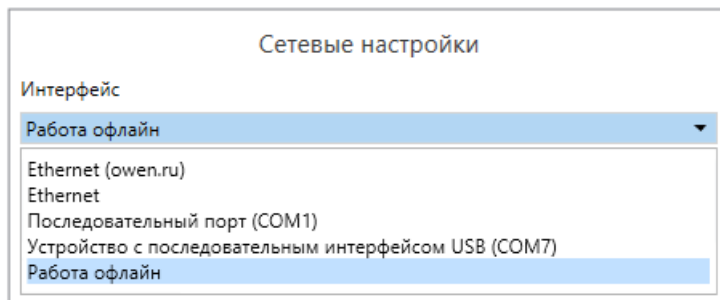 Сетевые настройки
Интерфейс
Работа офлайн
Ethernet (owen.ru)
Ethernet
Последовательный порт (COM1)
Устройство с последовательным интерфейсом USB (COM7)
Работа офлайн